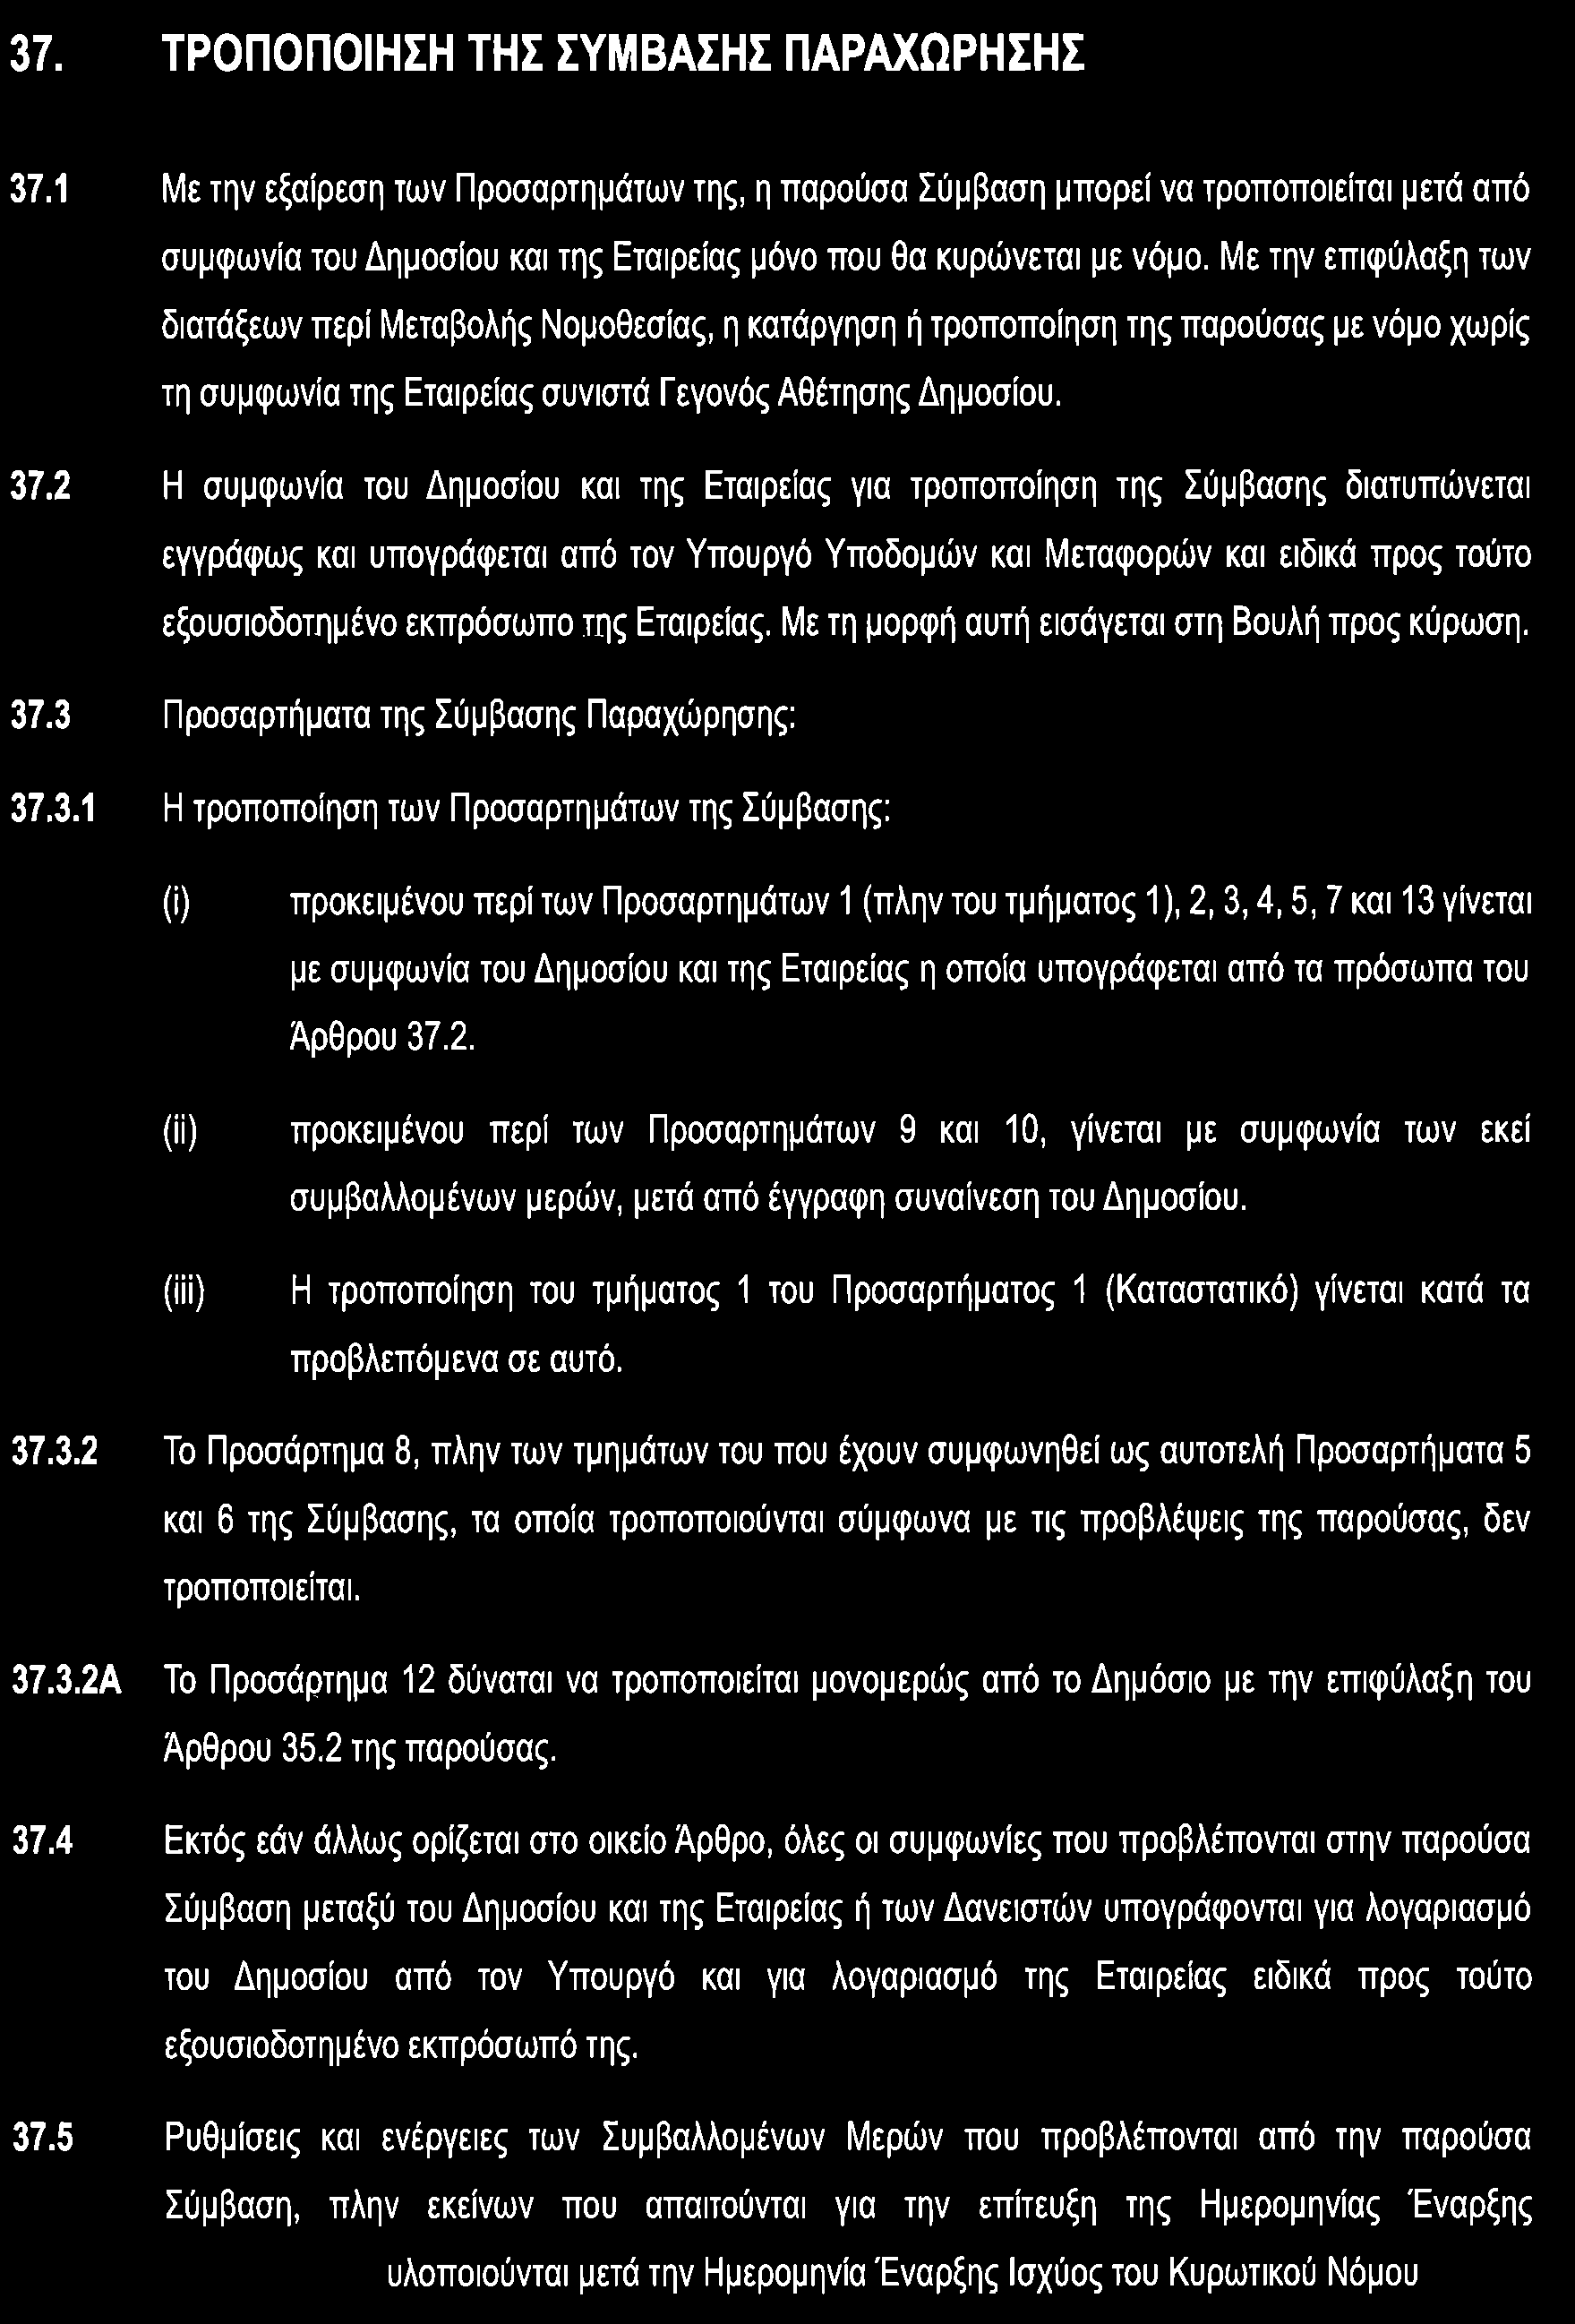 37. ΤΡΟΠΟΠΟΙΗΣΗ ΤΗΣ ΣΥΜΒΑΣΗΣ ΠΑΡΑΧΩΡΗΣΗΣ
37.1 Με την εξαίρεση των Προσαρτημάτων της, η παρούσα Σύμβαση μπορεί να τροποποιείται μετά από
συμφωνία του Δημοσίου και της Εταιρείας μόνο που θα κυρώνεται με νόμο. Με την επιφύλαξη των
διατάξεων περί Μεταβολής Νομοθεσίας, η κατάργηση ή τροποποίηση της παρούσας με νόμο χωρίς
τη συμφωνία της Εταιρείας συνιστά Γεγονός Αθέτησης Δημοσίου.
37.2 Η συμφωνία του Δημοσίου και της Εταιρείας για τροποποίηση της Σύμβασης διατυπώνεται
εγγράφως και υπογράφεται από τον Υπουργό Υποδομών και Μεταφορών και ειδικά προς τούτο
εξουσιοδοτημένο εκπρόσωπο της Εταιρείας. Με τη μορφή αυτή εισάγεται στη Βουλή προς κύρωση.
37.3 Προσαρτήματα της Σύμβασης Παραχώρησης:
37.3.1 Η τροποποίηση των Προσαρτημάτων της Σύμβασης:
(i) προκειμένου περί των Προσαρτημάτων 1 (πλην του τμήματος 1), 2, 3, 4, 5, 7 και 13 γίνεται
με συμφωνία του Δημοσίου και της Εταιρείας η οποία υπογράφεται από τα πρόσωπα του
Άρθρου 37.2.
(ii) προκειμένου περί των Προσαρτημάτων 9 και 10, γίνεται με συμφωνία των εκεί
συμβαλλομένων μερών, μετά από έγγραφη συναίνεση του Δημοσίου.
(iii) Η τροποποίηση του τμήματος 1 του Προσαρτήματος 1 (Καταστατικό) γίνεται κατά τα
προβλεπόμενα σε αυτό.
37.3.2 Το Προσάρτημα 8, πλην των τμημάτων του που έχουν συμφωνηθεί ως αυτοτελή Προσαρτήματα 5
και 6 της Σύμβασης, τα οποία τροποποιούνται σύμφωνα με τις προβλέψεις της παρούσας, δεν
τροποποιείται.
37.3.2Α Το Προσάρτημα 12 δύναται να τροποποιείται μονομερώς από το Δημόσιο με την επιφύλαξη του
Άρθρου 35.2 της παρούσας.
37.4 Εκτός εάν άλλως ορίζεται στο οικείο Άρθρο, όλες οι συμφωνίες που προβλέπονται στην παρούσα
Σύμβαση μεταξύ του Δημοσίου και της Εταιρείας ή των Δανειστών υπογράφονται για λογαριασμό
του Δημοσίου από τον Υπουργό και για λογαριασμό της Εταιρείας ειδικά προς τούτο
εξουσιοδοτημένο εκπρόσωπό της.
37.5 Ρυθμίσεις και ενέργειες των Συμβαλλομένων Μερών που προβλέπονται από την παρούσα
Σύμβαση, πλην εκείνων που απαιτούνται για την επίτευξη της Ημερομηνίας Έναρξης
υλοποιούνται μετά την Ημερομηνία Έναρξης Ισχύος του Κυρωτικού Νόμου